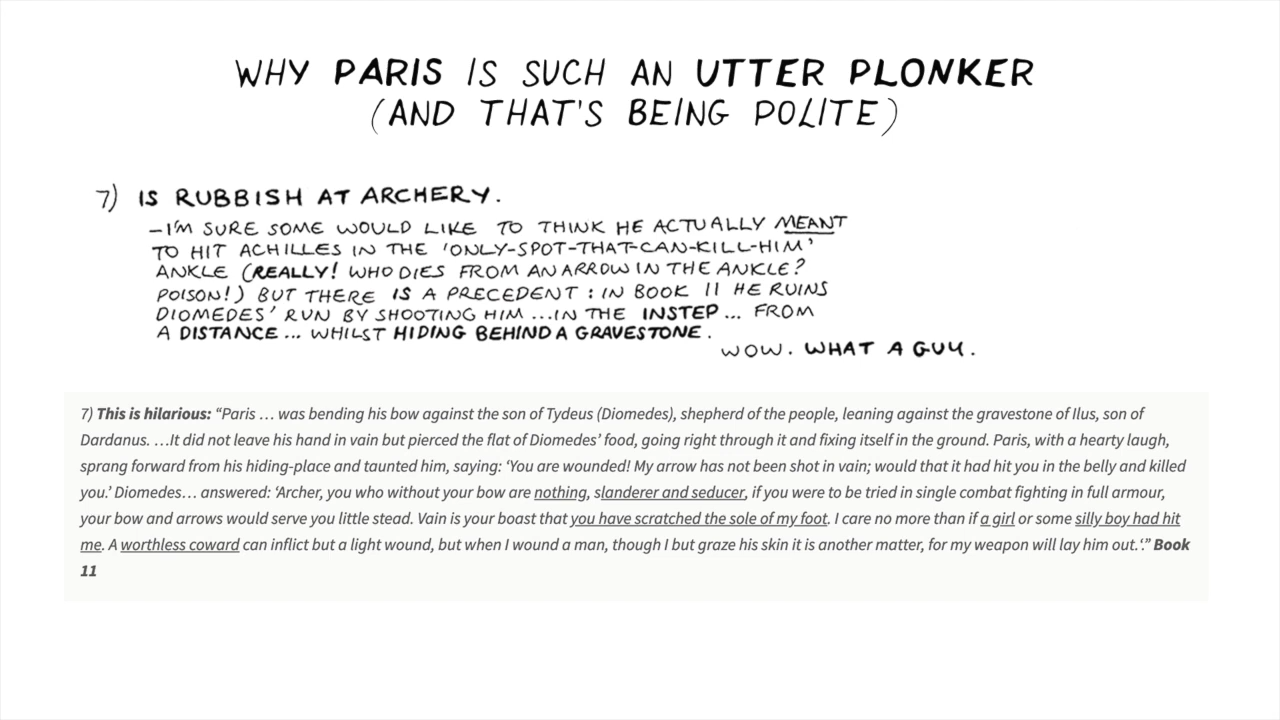 WHY PARIS IS SUCH AN UTTER PLONKER
(AND THAT'S BEING POLITE)
7) IS RUBBISH AT ARCHERY.
– I'M SURE SOME WOULD LIKE TO THINK HE ACTUALLY MEANT
TO HIT ACHILLES IN THE 'ONLY-SPOT-THAT-CAN-KILL-HIM'
ANKLE (REALLY! WHO DIES FROM AN ARROW IN THE ANKLE?
POISON!) BUT THERE IS A PRECEDENT: IN BOOK 11 HE RUINS
DIOMEDES' RUN BY SHOOTING HIM ...IN THE INSTEP... FROM
A DISTANCE... WHILST HIDING BEHIND A GRAVESTONE.
WOW. WHAT A GUY.
7) This is hilarious: “Paris … was bending his bow against the son of Tydeus (Diomedes), shepherd of the people, leaning against the gravestone of Ilus, son of
Dardanus. …It did not leave his hand in vain but pierced the flat of Diomedes’ food, going right through it and fixing itself in the ground. Paris, with a hearty laugh,
sprang forward from his hiding-place and taunted him, saying: ‘You are wounded! My arrow has not been shot in vain; would that it had hit you in the belly and killed
you.’ Diomedes… answered: ‘Archer, you who without your bow are nothing, slanderer and seducer, if you were to be tried in single combat fighting in full armour,
your bow and arrows would serve you little stead. Vain is your boast that you have scratched the sole of my foot. I care no more than if a girl or some silly boy had hit
me. A worthless coward can inflict but a light wound, but when I wound a man, though I but graze his skin it is another matter, for my weapon will lay him out.‘.” Book
11